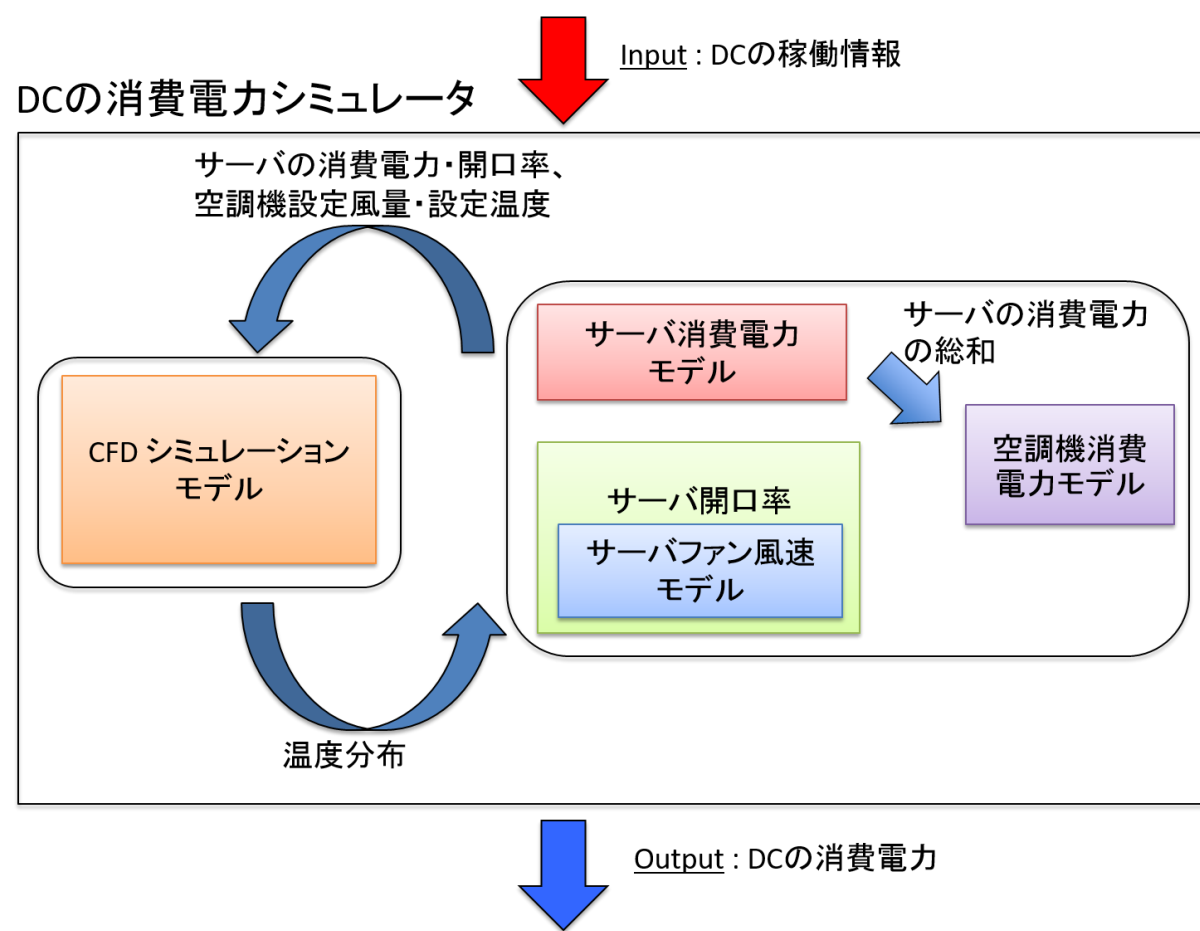 Input : DCの稼働情報
DCの消費電力シミュレータ
サーバの消費電力・開口率、
空調機設定風量・設定温度
サーバ消費電力
モデル
サーバの消費電力
の総和
CFD シミュレーション
モデル
空調機消費
電力モデル
サーバ開口率
サーバファン風速
モデル
温度分布
Output : DCの消費電力